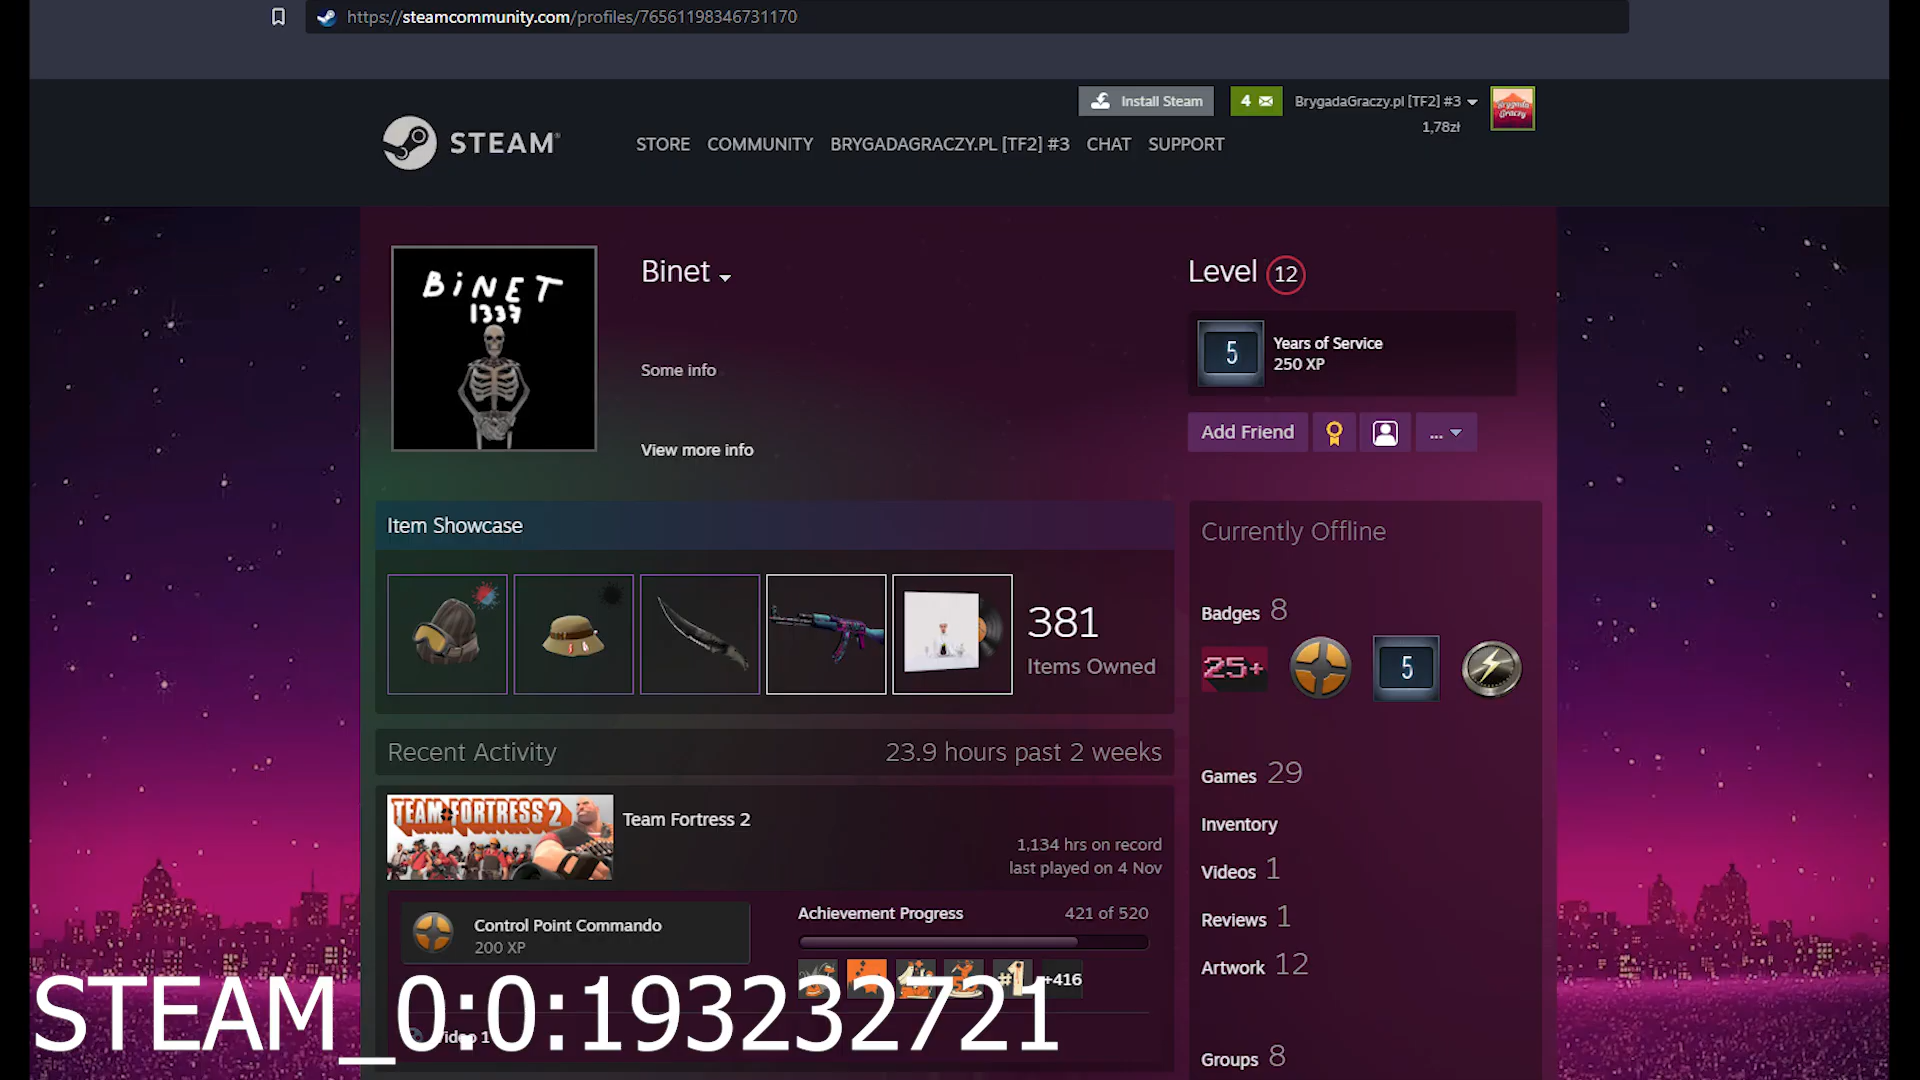 https://steamcommunity.com/profiles/76561198346731170
Install Steam
4
BrygadaGraczy.pl [TF2] #3
1,78zł
Brygada
Graczy
STEAM®
STORE
COMMUNITY
BRYGADAGRACZY.PL [TF2] #3
CHAT
SUPPORT
BiNET
1337
Binet
Level 12
5
Years of Service
250 XP
Some info
Add Friend
...
View more info
Item Showcase
Currently Offline
381
Items Owned
Badges 8
25+
5
Recent Activity
23.9 hours past 2 weeks
Games 29
TEAM FORTRESS 2
Team Fortress 2
1,134 hrs on record
last played on 4 Nov
Inventory
Videos 1
Control Point Commando
200 XP
Achievement Progress
421 of 520
#1
+416
Reviews 1
Artwork 12
STEAM_0:0:193232721
Video 1
Groups 8